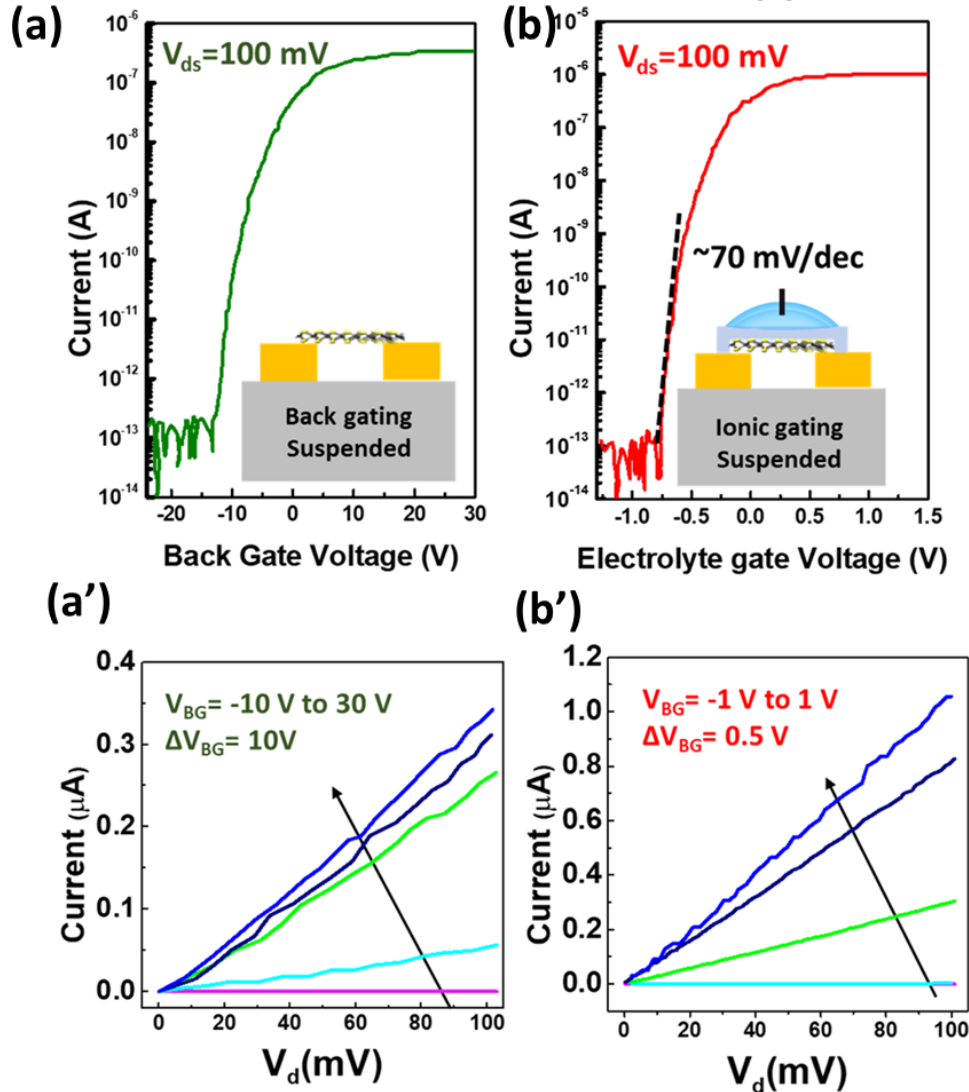 (a)
V_ds=100 mV
Current (A)
10^-6
10^-7
10^-8
10^-9
10^-10
10^-11
10^-12
10^-13
10^-14
Back gating
Suspended
-20 -10 0 10 20 30
Back Gate Voltage (V)
(b)
V_ds=100 mV
Current (A)
10^-5
10^-6
10^-7
10^-8
10^-9
10^-10
10^-11
10^-12
10^-13
10^-14
~70 mV/dec
Ionic gating
Suspended
-1.0 -0.5 0.0 0.5 1.0 1.5
Electrolyte gate Voltage (V)
(a’)
V_BG= -10 V to 30 V
ΔV_BG= 10V
Current (μA)
0.4
0.3
0.2
0.1
0.0
0 20 40 60 80 100
V_d(mV)
(b’)
V_BG= -1 V to 1 V
ΔV_BG= 0.5 V
Current (μA)
1.2
1.0
0.8
0.6
0.4
0.2
0.0
0 20 40 60 80 100
V_d(mV)